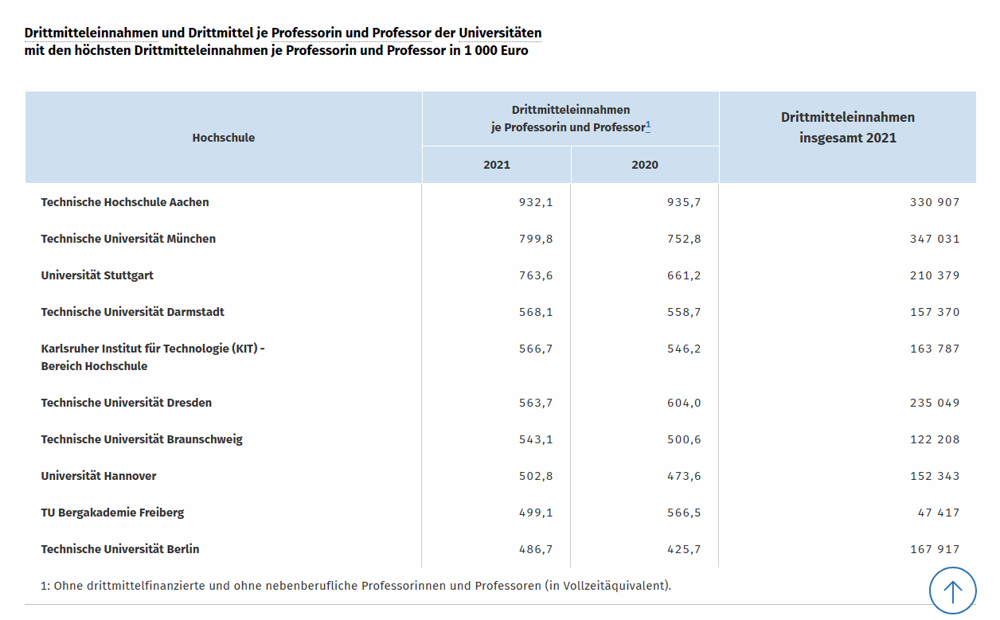 Drittmitteleinnahmen und Drittmittel je Professorin und Professor der Universitäten
mit den höchsten Drittmitteleinnahmen je Professorin und Professor in 1 000 Euro
Hochschule
Drittmitteleinnahmen
je Professorin und Professor1
Drittmitteleinnahmen
insgesamt 2021
2021 2020
Technische Hochschule Aachen 932,1 935,7 330 907
Technische Universität München 799,8 752,8 347 031
Universität Stuttgart 763,6 661,2 210 379
Technische Universität Darmstadt 568,1 558,7 157 370
Karlsruher Institut für Technologie (KIT) - 566,7 546,2 163 787
Bereich Hochschule
Technische Universität Dresden 563,7 604,0 235 049
Technische Universität Braunschweig 543,1 500,6 122 208
Universität Hannover 502,8 473,6 152 343
TU Bergakademie Freiberg 499,1 566,5 47 417
Technische Universität Berlin 486,7 425,7 167 917
1: Ohne drittmittelfinanzierte und ohne nebenberufliche Professorinnen und Professoren (in Vollzeitäquivalent).